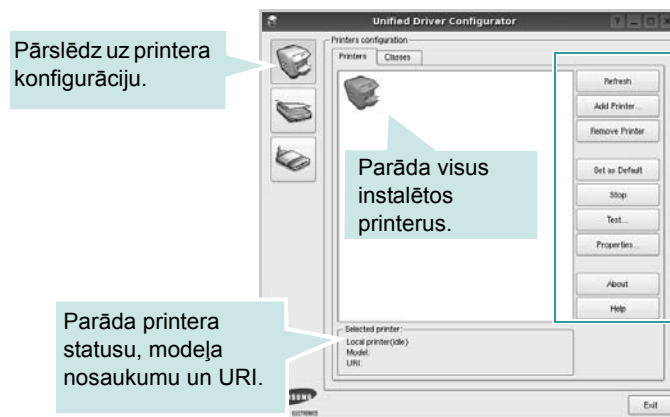 Unified Driver Configurator
Pārslēdz uz printera
konfigurāciju.
Printers configuration
Printers
Classes
Refresh
Add Printer...
Remove Printer
Set as Default
Stop
Test...
Properties...
About
Help
Parāda visus
instalētos
printerus.
Parāda printera
statusu, modeļa
nosaukumu un URI.
Selected printer:
Local printer(idle)
Model:
URI:
ELECTRONICS
Exit